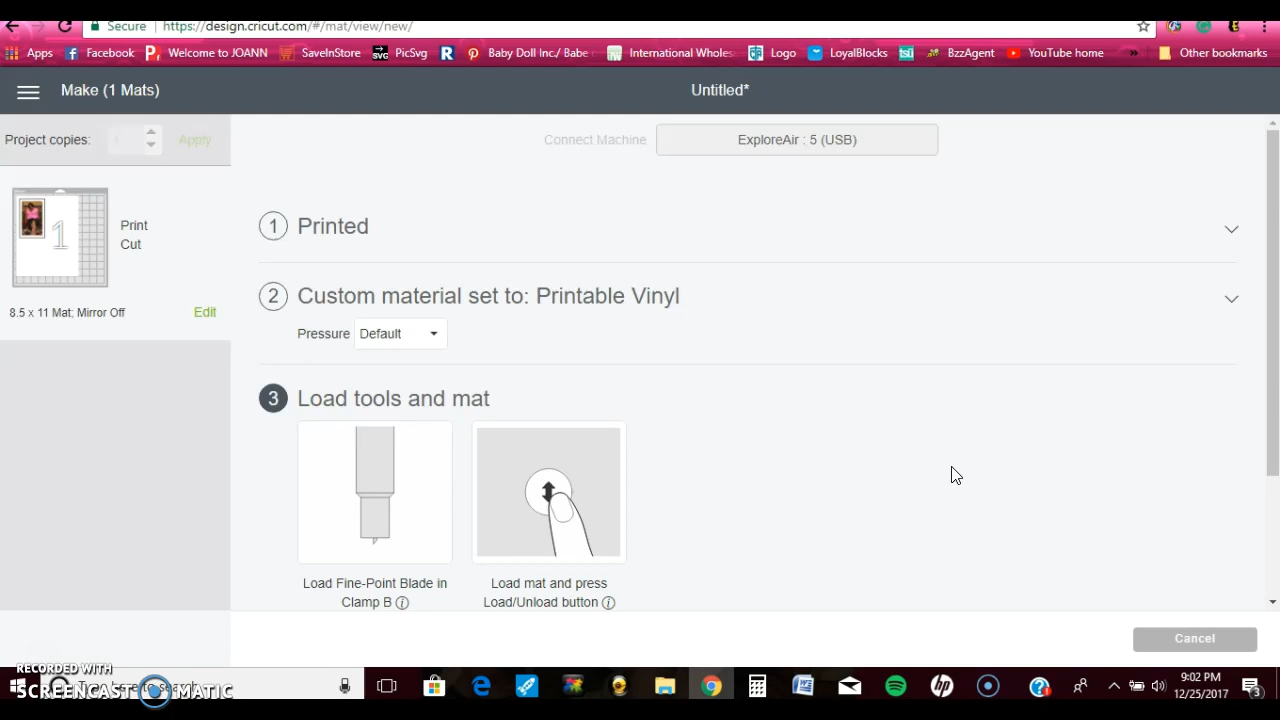 Secure https://design.cricut.com/#/mat/view/new/
Apps Facebook Welcome to JOANN SaveInStore PicSvg Baby Doll Inc./ Babe International Wholes Logo LoyalBlocks BzzAgent YouTube home » Other bookmarks
Make (1 Mats) Untitled*
Project copies: Apply Connect Machine ExploreAir : 5 (USB)
1 Printed
Print
Cut
8.5 x 11 Mat; Mirror Off Edit
2 Custom material set to: Printable Vinyl
Pressure Default
3 Load tools and mat
Load Fine-Point Blade in
Clamp B
Load mat and press
Load/Unload button
Cancel
RECORDED WITH
SCREENCAST MATIC
9:02 PM
12/25/2017